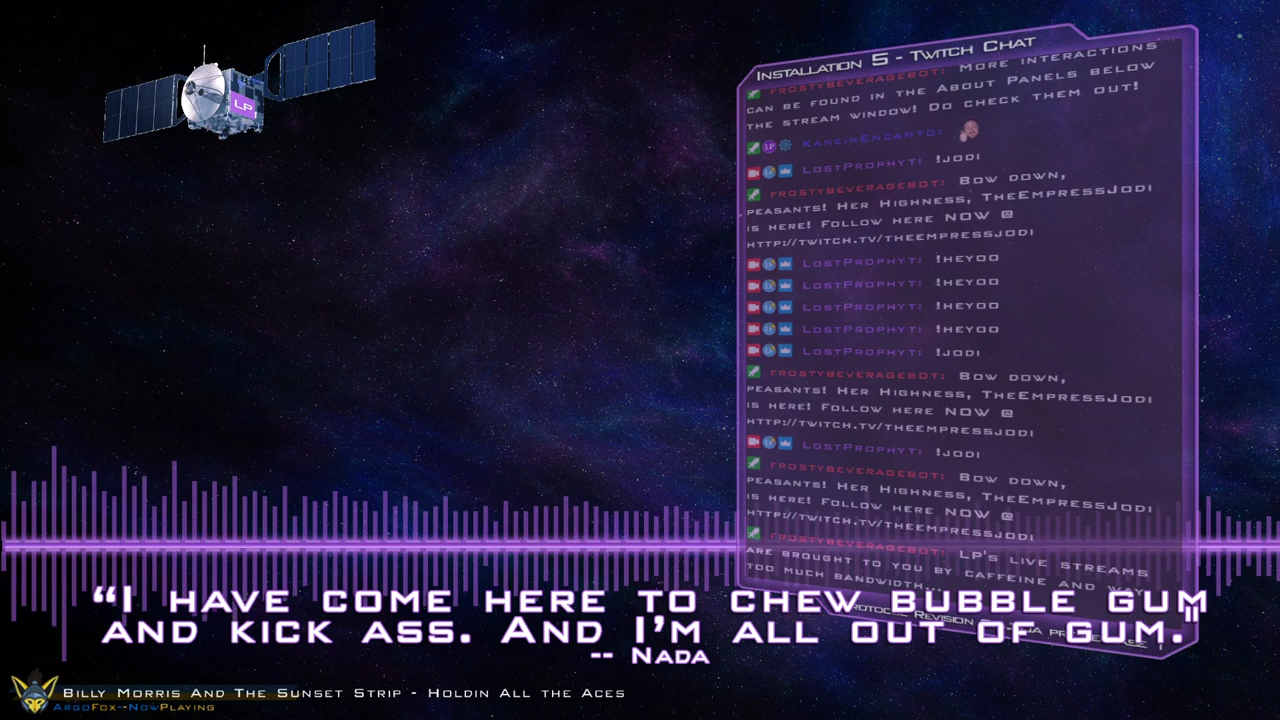 LP
Installation 5 - Twitch Chat
frostybeveragebot: More interactions
can be found in the About Panels below
the stream window! Do check them out!
KaneinEncanto:
LostProphyt: !jodi
frostybeveragebot: Bow down,
peasants! Her Highness, TheEmpressJodi
is here! Follow here NOW @
http://twitch.tv/theempressjodi
LostProphyt: !heyoo
LostProphyt: !heyoo
LostProphyt: !heyoo
LostProphyt: !heyoo
LostProphyt: !jodi
frostybeveragebot: Bow down,
peasants! Her Highness, TheEmpressJodi
is here! Follow here NOW @
http://twitch.tv/theempressjodi
LostProphyt: !jodi
frostybeveragebot: Bow down,
peasants! Her Highness, TheEmpressJodi
is here! Follow here NOW @
http://twitch.tv/theempressjodi
frostybeveragebot: LP's live streams
are brought to you by caffeine and way
too much bandwidth.
Protocol Revision
“I have come here to chew bubble gum
and kick ass. And I'm all out of gum."
-- Nada
Billy Morris And The Sunset Strip - Holdin All the Aces
ArgoFox--NowPlaying